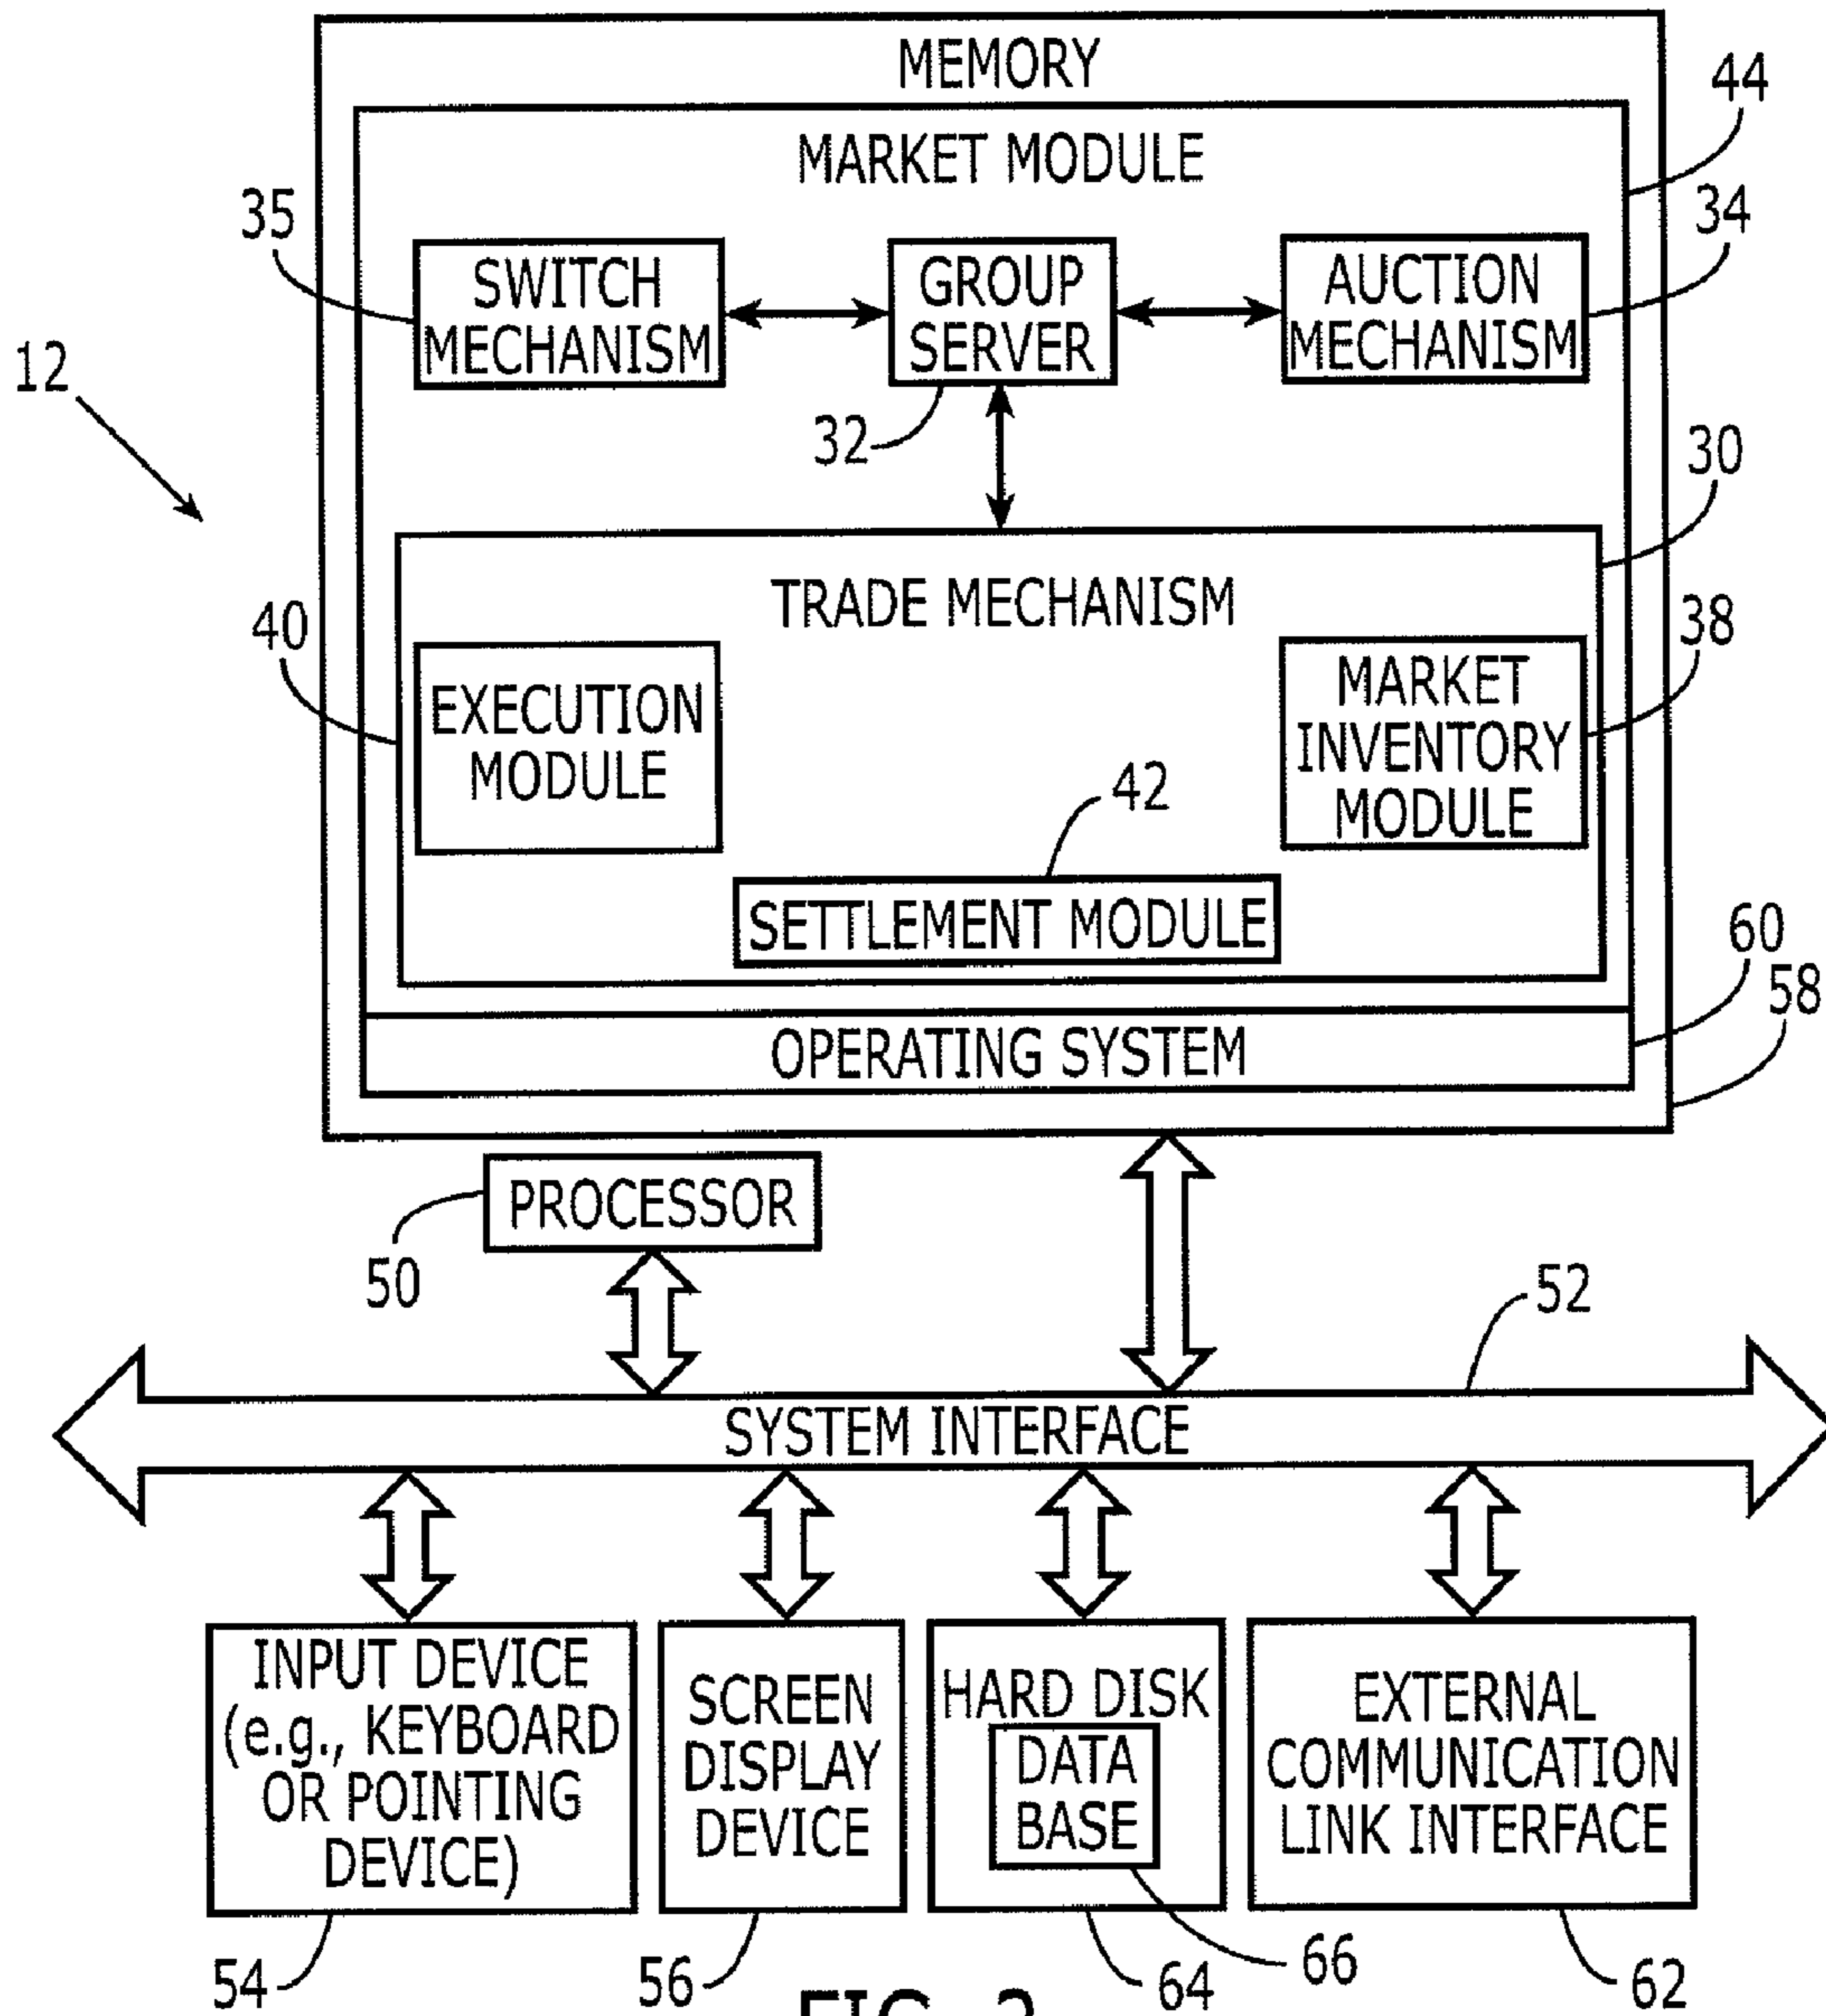 MEMORY
MARKET MODULE
44
35
34
SWITCH
MECHANISM
GROUP
SERVER
AUCTION
MECHANISM
12
32
30
TRADE MECHANISM
40
38
EXECUTION
MODULE
MARKET
INVENTORY
MODULE
42
SETTLEMENT MODULE
60
58
OPERATING SYSTEM
PROCESSOR
50
52
SYSTEM INTERFACE
INPUT DEVICE
(e.g., KEYBOARD
OR POINTING
DEVICE)
SCREEN
DISPLAY
DEVICE
HARD DISK
DATA
BASE
EXTERNAL
COMMUNICATION
LINK INTERFACE
54
56
64
66
62